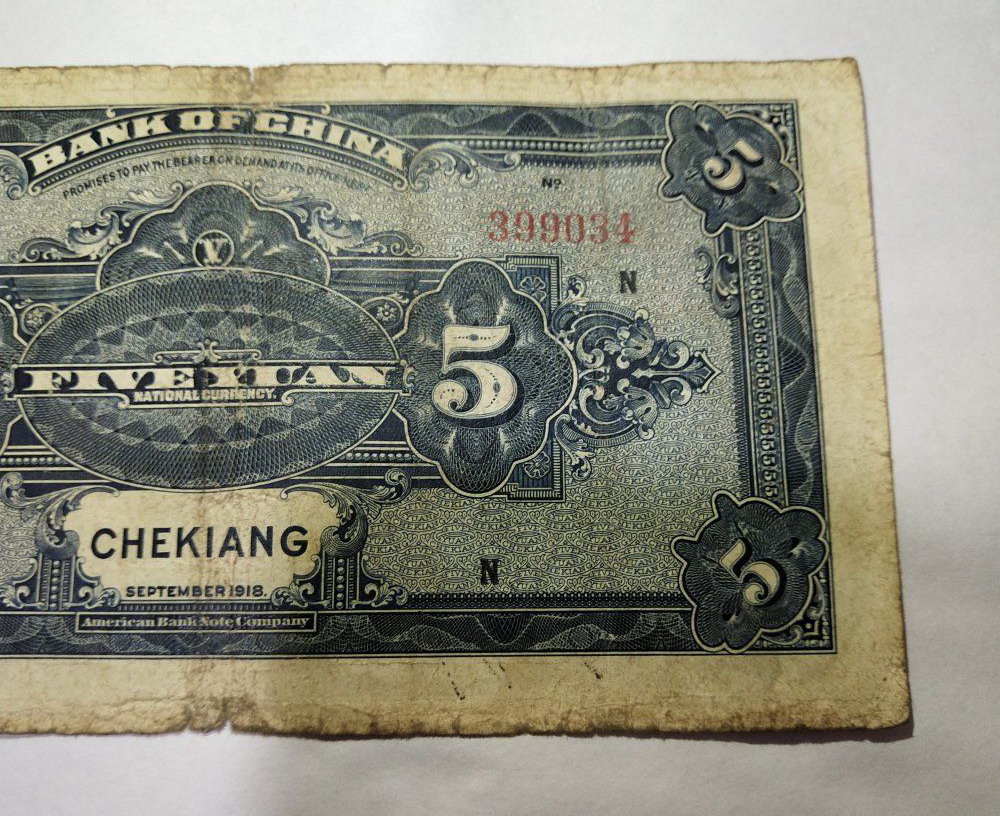 BANK OF CHINA
PROMISES TO PAY THE BEARER ON DEMAND AT ITS OFFICE HERE
5
No.
399034
V
N
5
FIVE YUAN
NATIONAL CURRENCY.
CHEKIANG
N
5
SEPTEMBER 1918.
American Bank Note Company